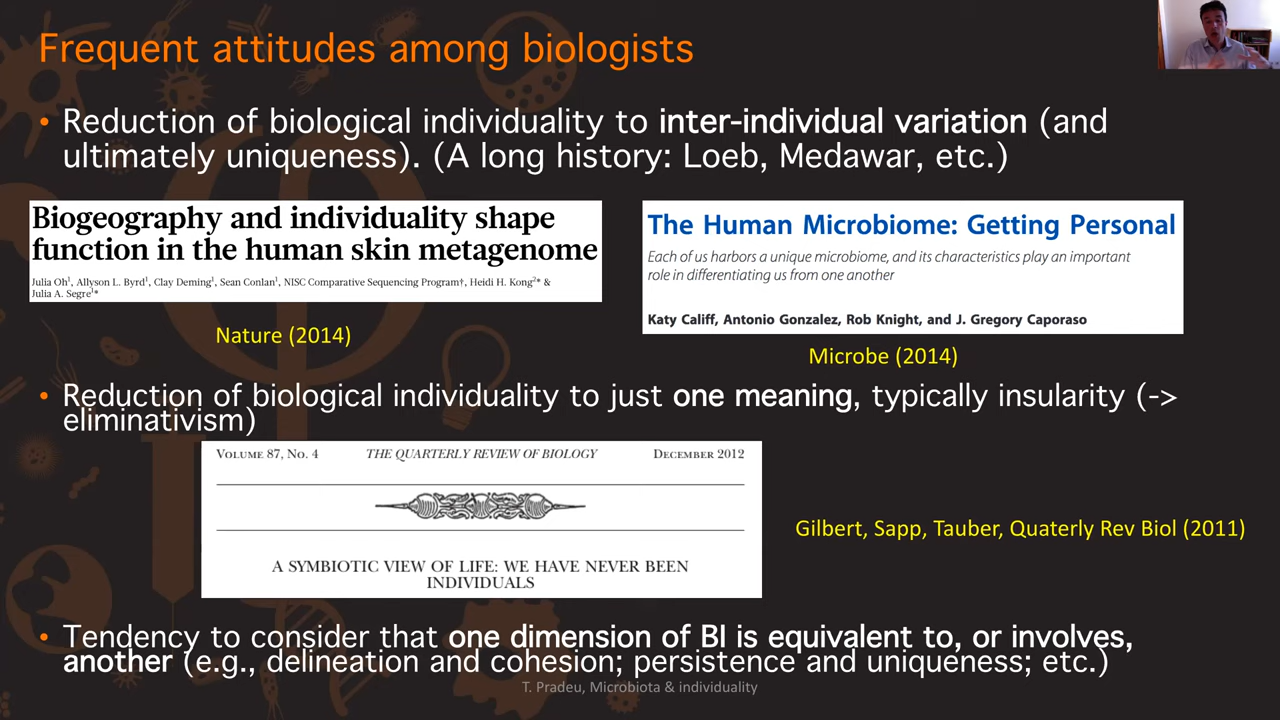 Frequent attitudes among biologists
• Reduction of biological individuality to inter-individual variation (and
ultimately uniqueness). (A long history: Loeb, Medawar, etc.)
Biogeography and individuality shape
function in the human skin metagenome
Julia Oh¹, Allyson L. Byrd¹, Clay Deming¹, Sean Conlan¹, NISC Comparative Sequencing Program†, Heidi H. Kong²* &
Julia A. Segre¹*
Nature (2014)
The Human Microbiome: Getting Personal
Each of us harbors a unique microbiome, and its characteristics play an important
role in differentiating us from one another
Katy Califf, Antonio Gonzalez, Rob Knight, and J. Gregory Caporaso
Microbe (2014)
• Reduction of biological individuality to just one meaning, typically insularity (->
eliminativism)
VOLUME 87, NO. 4 THE QUARTERLY REVIEW OF BIOLOGY DECEMBER 2012
A SYMBIOTIC VIEW OF LIFE: WE HAVE NEVER BEEN
INDIVIDUALS
Gilbert, Sapp, Tauber, Quaterly Rev Biol (2011)
• Tendency to consider that one dimension of BI is equivalent to, or involves,
another (e.g., delineation and cohesion; persistence and uniqueness; etc.)
T. Pradeu, Microbiota & individuality